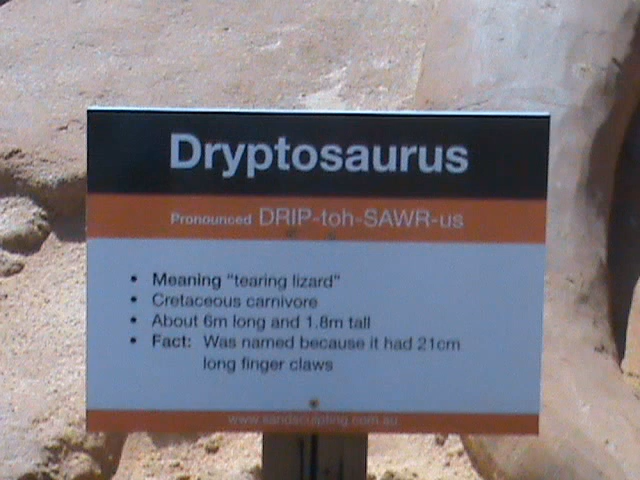 Dryptosaurus
Pronounced DRIP-toh-SAWR-us
• Meaning "tearing lizard"
• Cretaceous carnivore
• About 6m long and 1.8m tall
• Fact: Was named because it had 21cm
long finger claws
www.sandsculpting.com.au